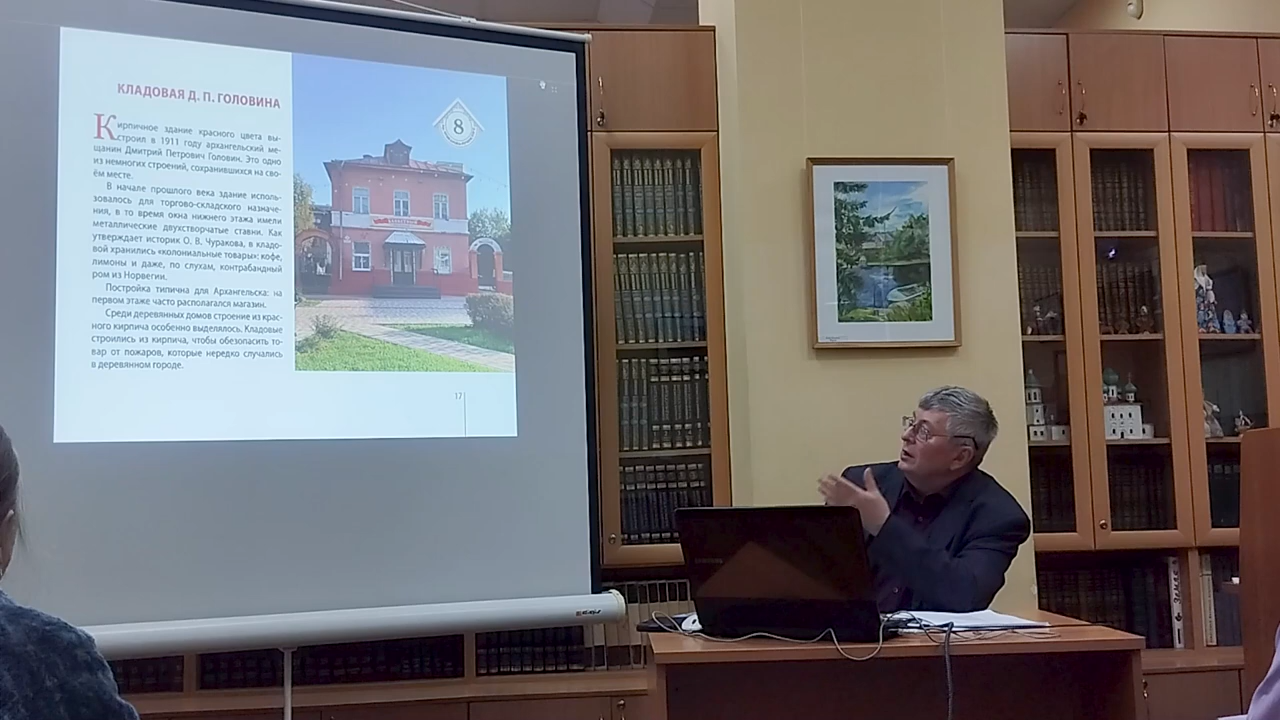 КЛАДОВАЯ Д. П. ГОЛОВИНА
Кирпичное здание красного цвета вы-
строил в 1911 году архангельский ме-
щанин Дмитрий Петрович Головин. Это одно
из немногих строений, сохранившихся на сво-
ём месте.
В начале прошлого века здание исполь-
зовалось для торгово-складского назначе-
ния, в то время окна нижнего этажа имели
металлические двухстворчатые ставни. Как
утверждает историк О. В. Чуракова, в кладо-
вой хранились «колониальные товары»: кофе,
лимоны и даже, по слухам, контрабандный
ром из Норвегии.
Постройка типична для Архангельска: на
первом этаже часто располагался магазин.
Среди деревянных домов строение из крас-
ного кирпича особенно выделялось. Кладовые
строились из кирпича, чтобы обезопасить то-
вар от пожаров, которые нередко случались
в деревянном городе.
8
17
SAMSUNG